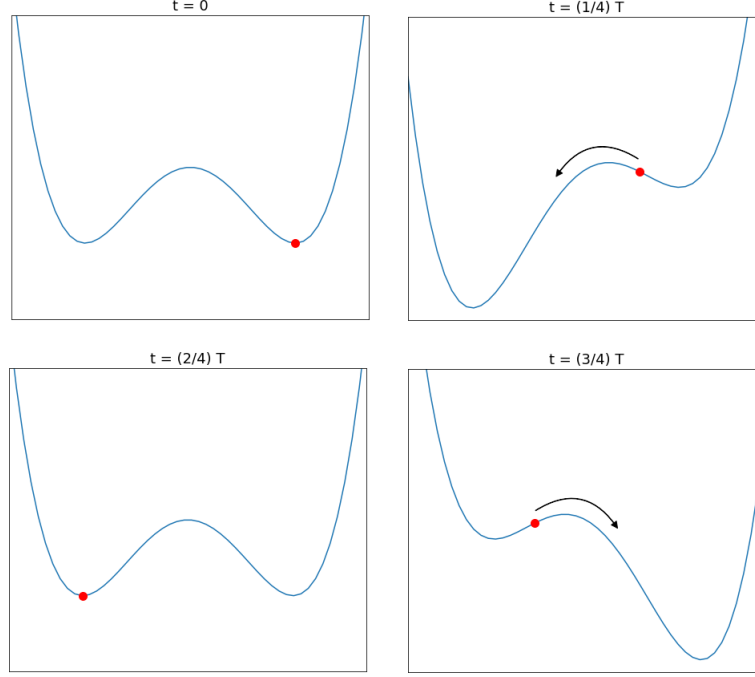 t = 0
t = (1/4) T
t = (2/4) T
t = (3/4) T